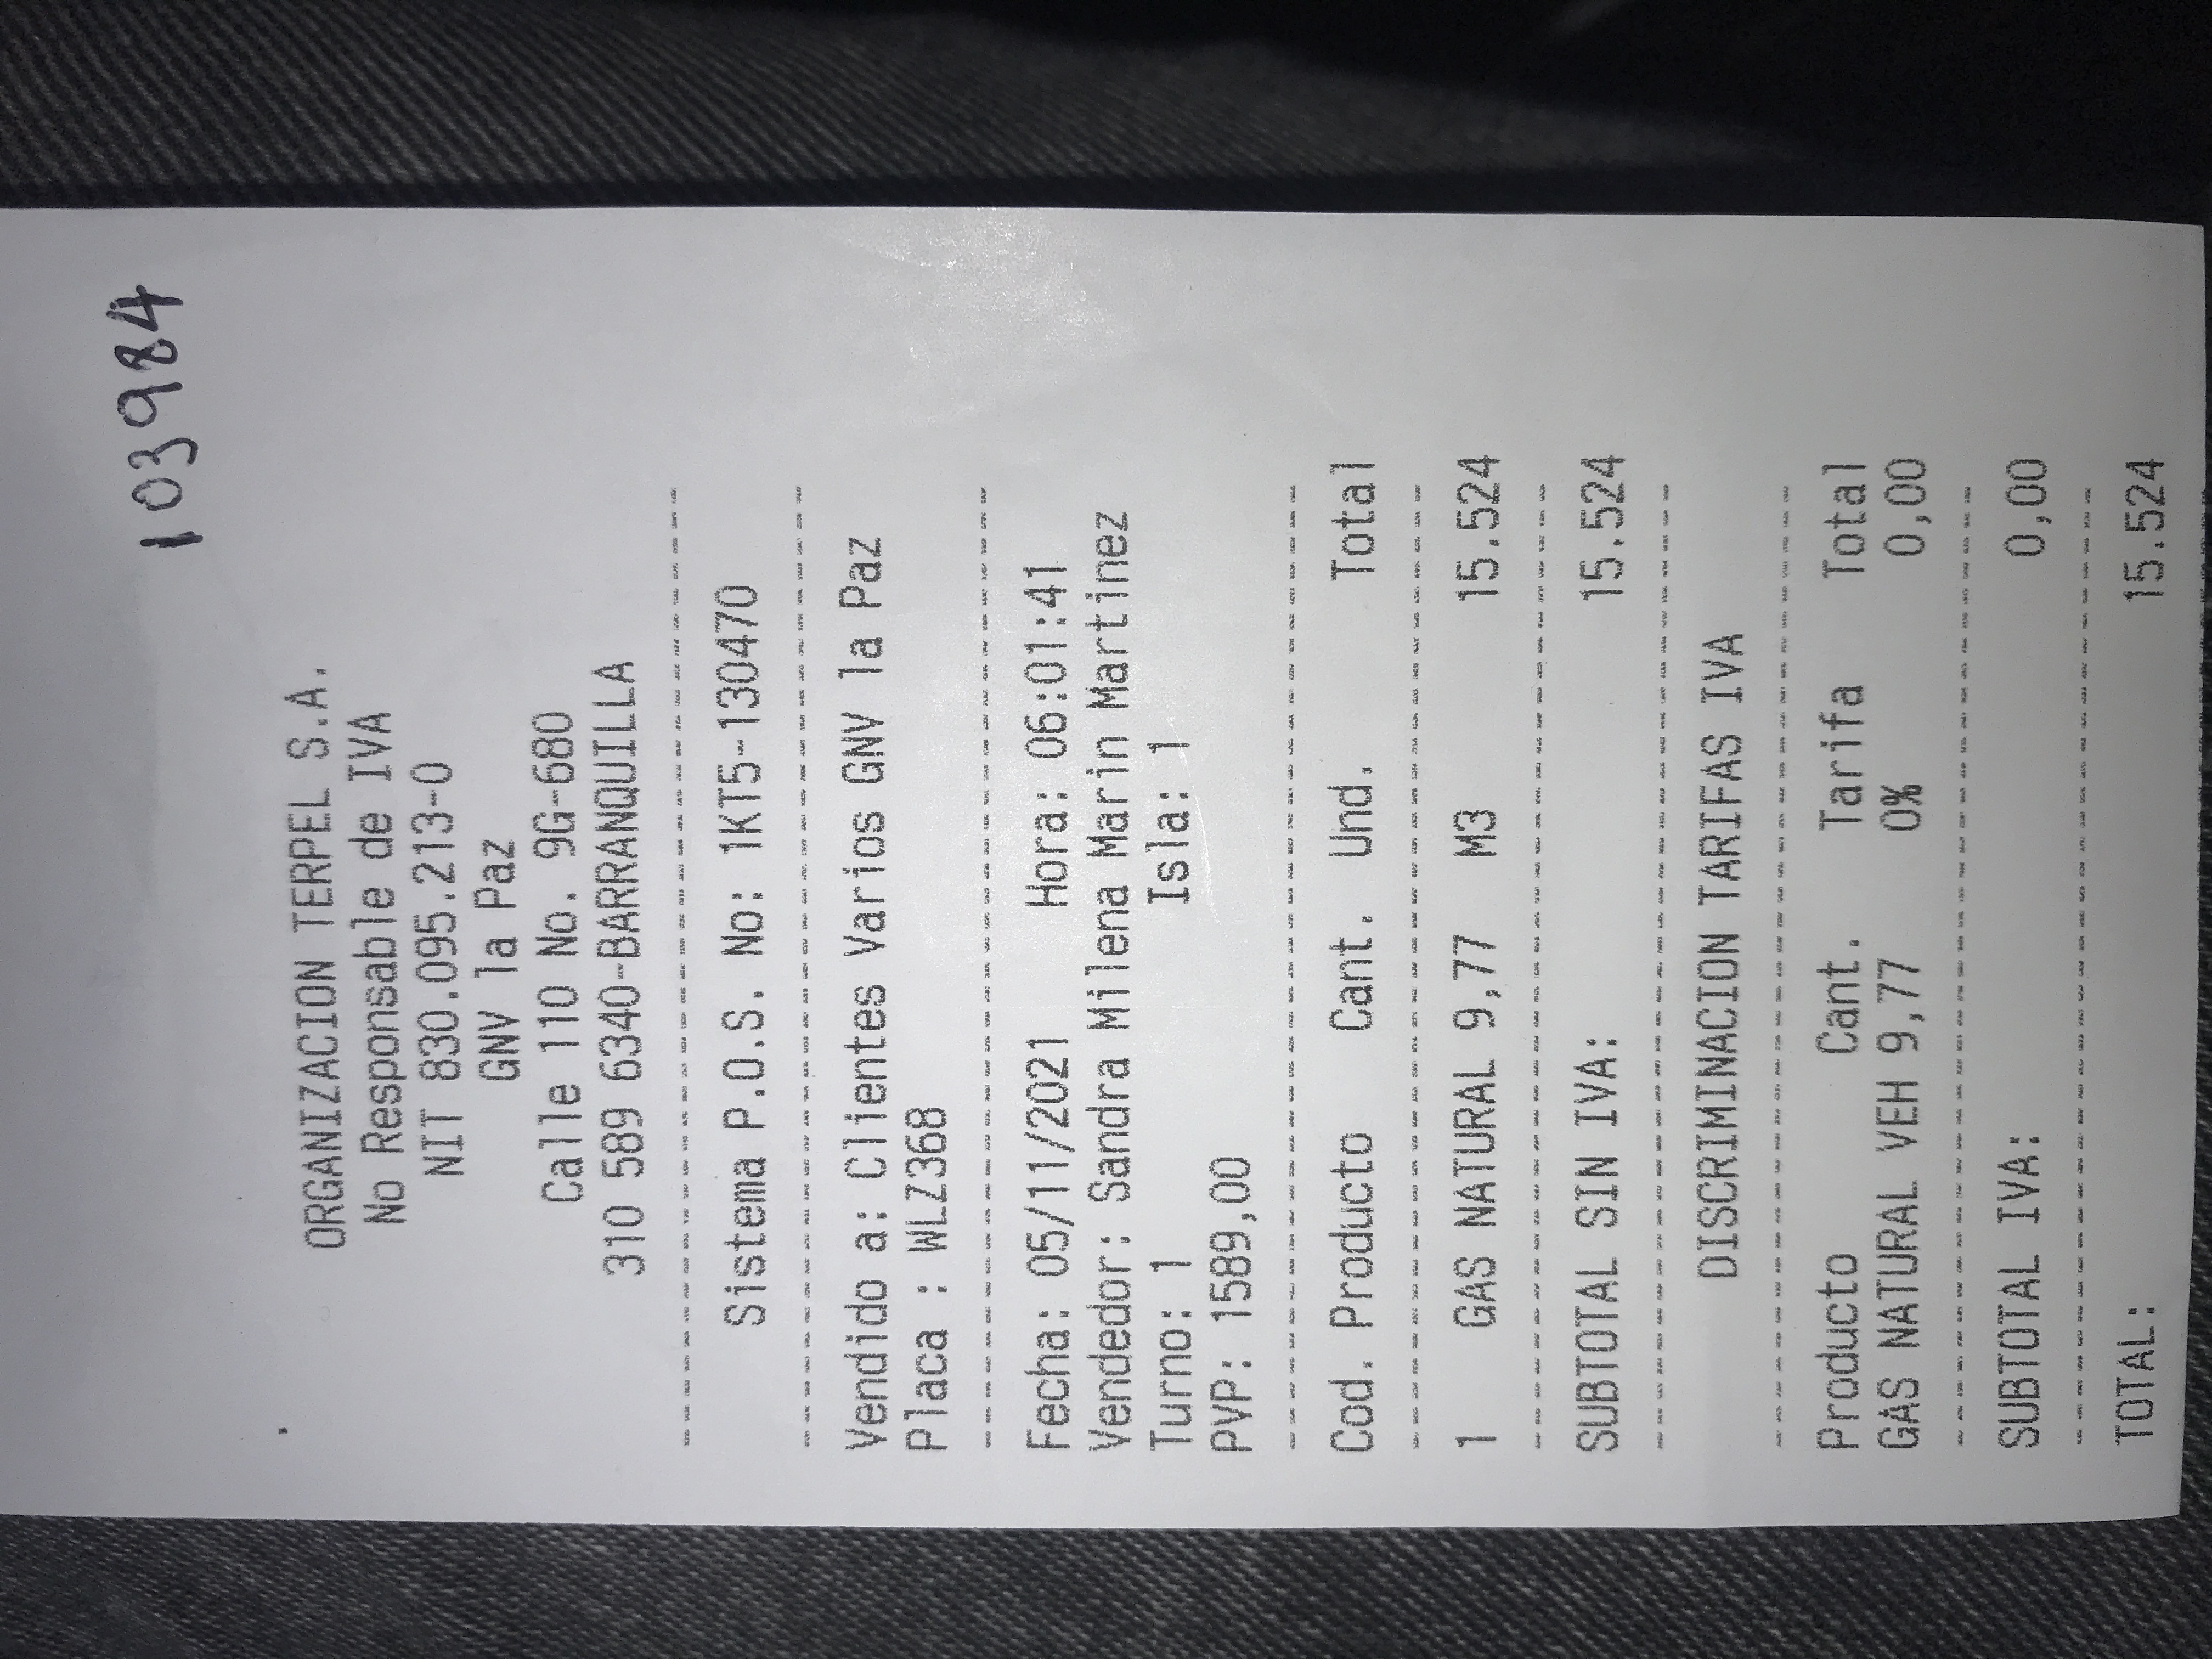 103984
ORGANIZACION TERPEL S.A.
No Responsable de IVA
NIT 830.095.213-0
GNV la Paz
Calle 110 No. 9G-680
310 589 6340-BARRANQUILLA
Sistema P.O.S. No: 1KT5-130470
Vendido a: Clientes Varios GNV la Paz
Placa : WLZ368
Fecha: 05/11/2021 Hora: 06:01:41
Vendedor: Sandra Milena Marin Martinez
Turno: 1 Isla: 1
PVP: 1589,00
Cod. Producto Cant. Und. Total
1 GAS NATURAL 9,77 M3 15.524
SUBTOTAL SIN IVA: 15.524
DISCRIMINACION TARIFAS IVA
Producto Cant. Tarifa Total
GAS NATURAL VEH 9,77 0% 0,00
SUBTOTAL IVA: 0,00
TOTAL: 15.524